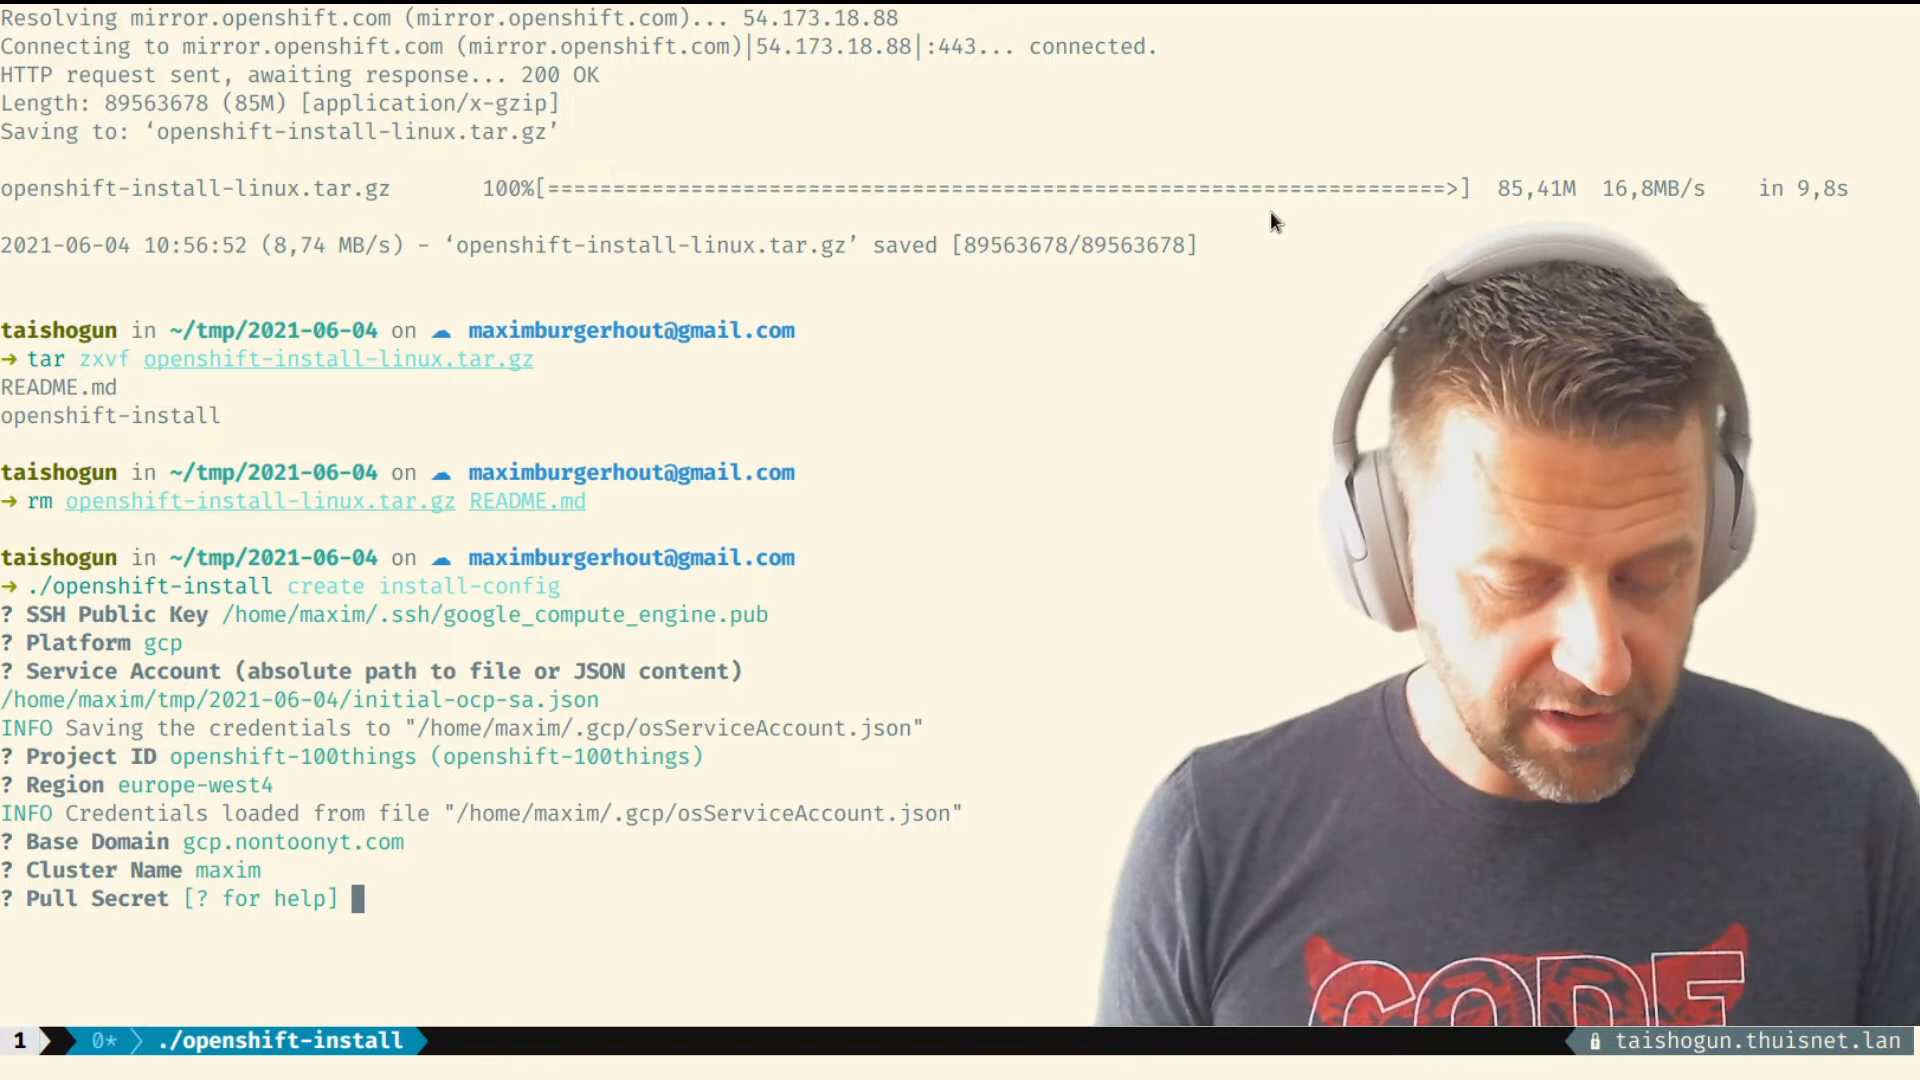 Resolving mirror.openshift.com (mirror.openshift.com)... 54.173.18.88
Connecting to mirror.openshift.com (mirror.openshift.com)|54.173.18.88|:443... connected.
HTTP request sent, awaiting response... 200 OK
Length: 89563678 (85M) [application/x-gzip]
Saving to: ‘openshift-install-linux.tar.gz’
openshift-install-linux.tar.gz 100%[=====================================================================>] 85,41M 16,8MB/s in 9,8s
2021-06-04 10:56:52 (8,74 MB/s) - ‘openshift-install-linux.tar.gz’ saved [89563678/89563678]
taishogun in ~/tmp/2021-06-04 on ☁ maximburgerhout@gmail.com
→ tar zxvf openshift-install-linux.tar.gz
README.md
openshift-install
taishogun in ~/tmp/2021-06-04 on ☁ maximburgerhout@gmail.com
→ rm openshift-install-linux.tar.gz README.md
taishogun in ~/tmp/2021-06-04 on ☁ maximburgerhout@gmail.com
→ ./openshift-install create install-config
? SSH Public Key /home/maxim/.ssh/google_compute_engine.pub
? Platform gcp
? Service Account (absolute path to file or JSON content)
/home/maxim/tmp/2021-06-04/initial-ocp-sa.json
INFO Saving the credentials to "/home/maxim/.gcp/osServiceAccount.json"
? Project ID openshift-100things (openshift-100things)
? Region europe-west4
INFO Credentials loaded from file "/home/maxim/.gcp/osServiceAccount.json"
? Base Domain gcp.nontoonyt.com
? Cluster Name maxim
? Pull Secret [? for help]
CODE
1 0* ./openshift-install taishogun.thuisnet.lan